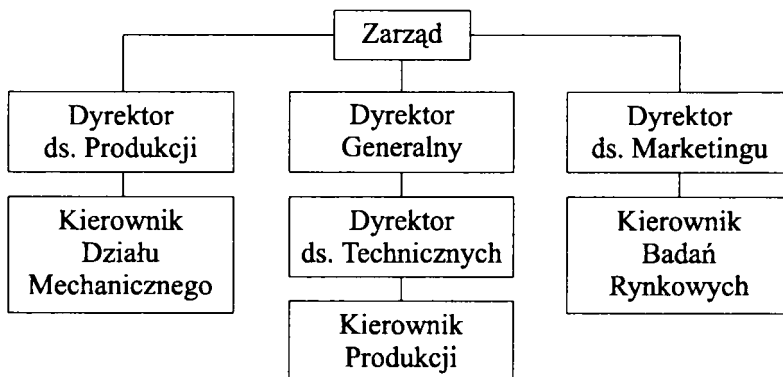 Zarząd
Dyrektor
ds. Produkcji
Dyrektor
Generalny
Dyrektor
ds. Marketingu
Kierownik
Działu
Mechanicznego
Dyrektor
ds. Technicznych
Kierownik
Badań
Rynkowych
Kierownik
Produkcji